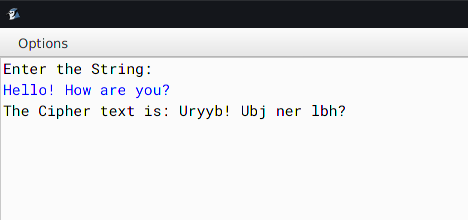 Options
Enter the String:
Hello! How are you?
The Cipher text is: Uryyb! Ubj ner lbh?